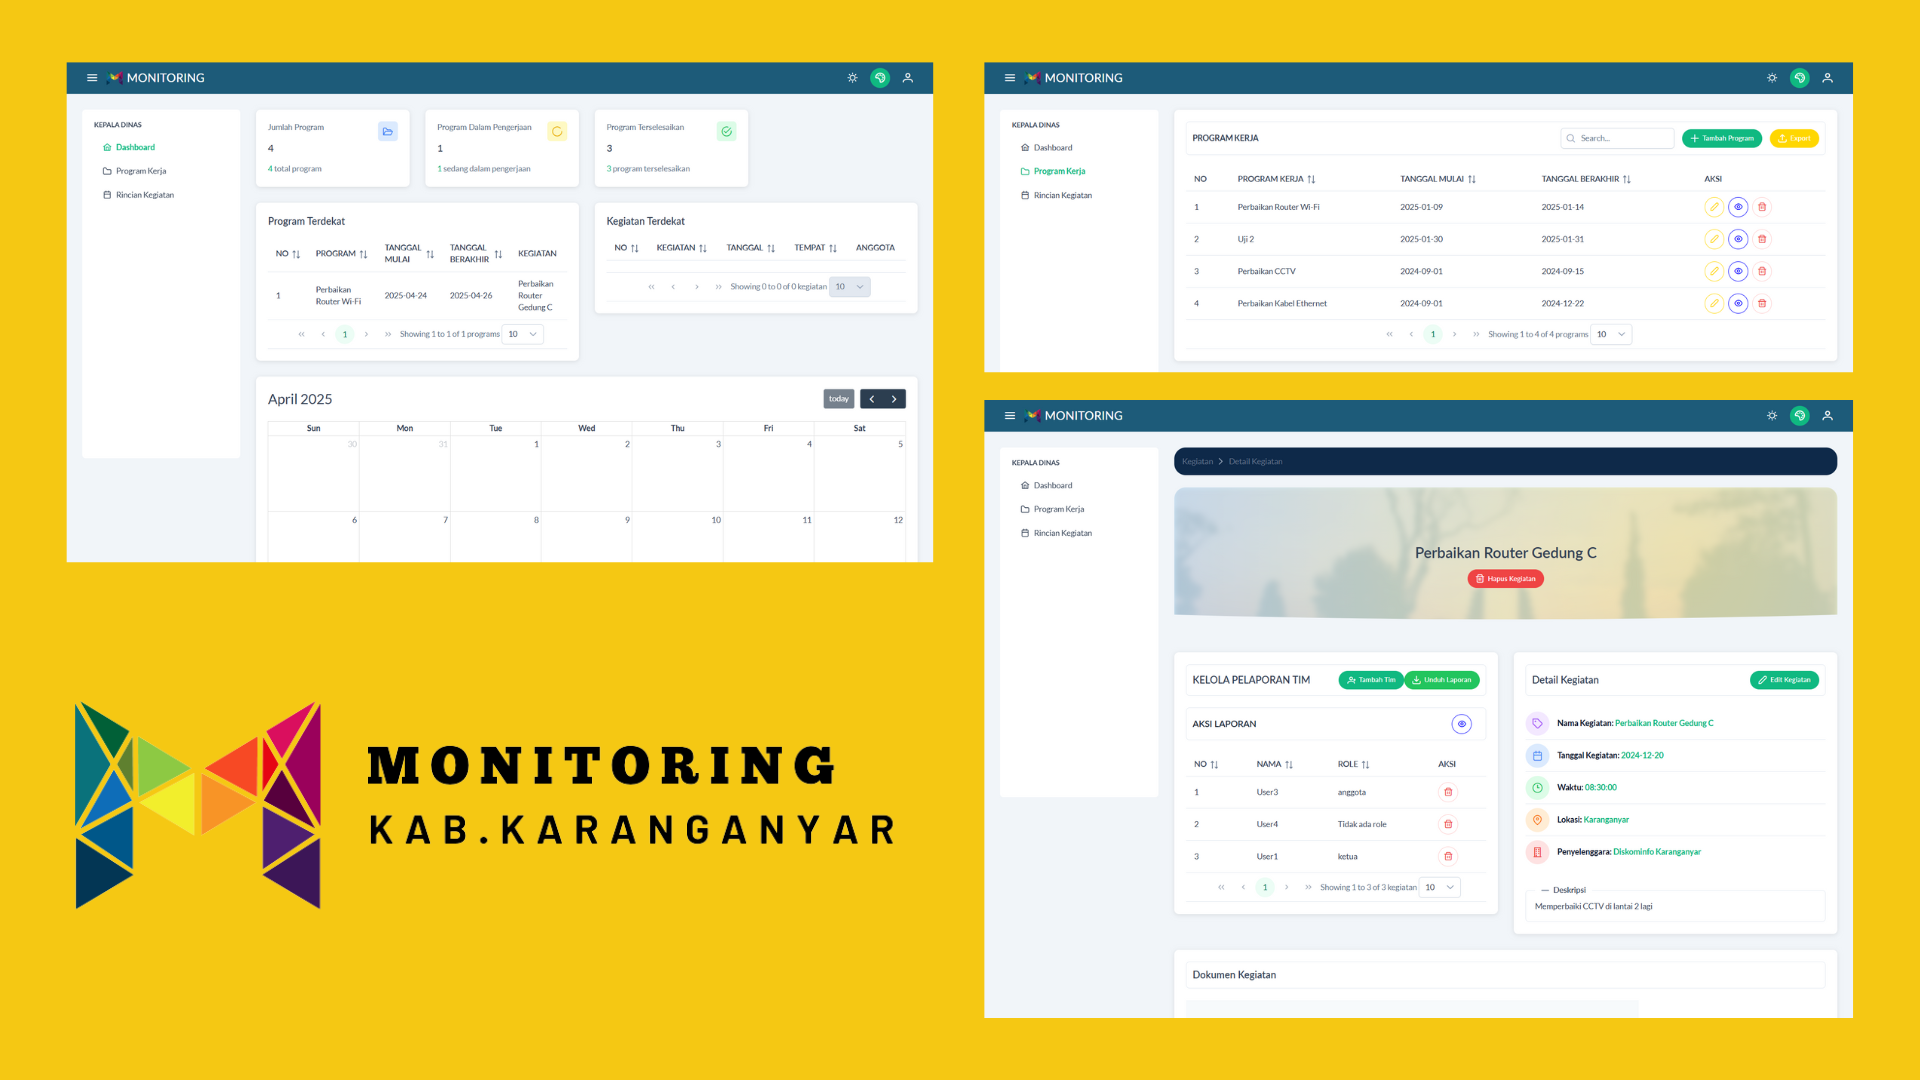 MONITORING
KEPALA DINAS
Dashboard
Program Kerja
Rincian Kegiatan
Jumlah Program
4
4 total program
Program Dalam Pengerjaan
1
1 sedang dalam pengerjaan
Program Terselesaikan
3
3 program terselesaikan
Program Terdekat
NO PROGRAM TANGGAL MULAI TANGGAL BERAKHIR KEGIATAN
1 Perbaikan Router Wi-Fi 2025-04-24 2025-04-26 Perbaikan Router Gedung C
« ‹ 1 › » Showing 1 to 1 of 1 programs 10
Kegiatan Terdekat
NO KEGIATAN TANGGAL TEMPAT ANGGOTA
« ‹ › » Showing 0 to 0 of 0 kegiatan 10
April 2025
today
Sun Mon Tue Wed Thu Fri Sat
30 31 1 2 3 4 5
6 7 8 9 10 11 12
MONITORING
KEPALA DINAS
Dashboard
Program Kerja
Rincian Kegiatan
PROGRAM KERJA
Search...
Tambah Program
Export
NO PROGRAM KERJA TANGGAL MULAI TANGGAL BERAKHIR AKSI
1 Perbaikan Router Wi-Fi 2025-01-09 2025-01-14
2 Uji 2 2025-01-30 2025-01-31
3 Perbaikan CCTV 2024-09-01 2024-09-15
4 Perbaikan Kabel Ethernet 2024-09-01 2024-12-22
« ‹ 1 › » Showing 1 to 4 of 4 programs 10
MONITORING
KEPALA DINAS
Dashboard
Program Kerja
Rincian Kegiatan
Kegiatan > Detail Kegiatan
Perbaikan Router Gedung C
Hapus Kegiatan
KELOLA PELAPORAN TIM
Tambah Tim
Unduh Laporan
AKSI LAPORAN
NO NAMA ROLE AKSI
1 User3 anggota
2 User4 Tidak ada role
3 User1 ketua
« ‹ 1 › » Showing 1 to 3 of 3 kegiatan 10
Detail Kegiatan
Edit Kegiatan
Nama Kegiatan: Perbaikan Router Gedung C
Tanggal Kegiatan: 2024-12-20
Waktu: 08:30:00
Lokasi: Karanganyar
Penyelenggara: Diskominfo Karanganyar
Deskripsi
Memperbaiki CCTV di lantai 2 lagi
Dokumen Kegiatan
MONITORING
KAB.KARANGANYAR